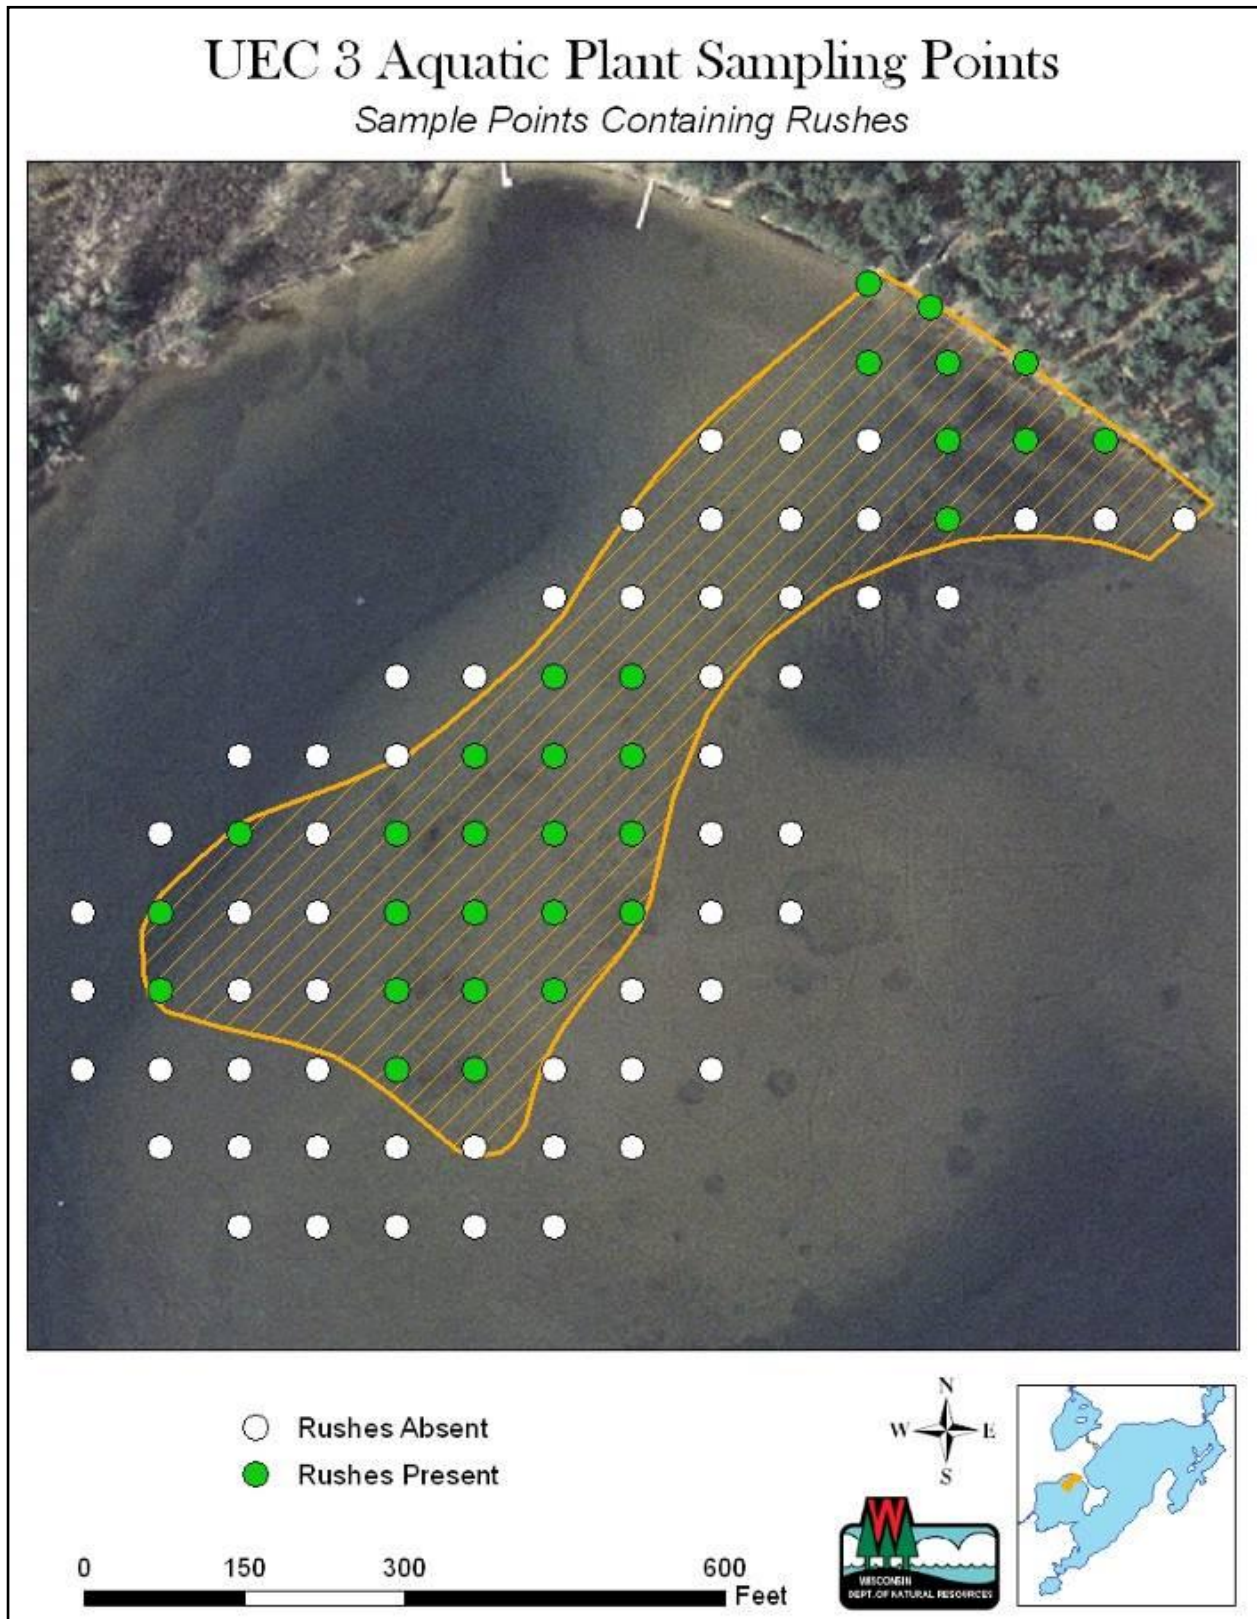 UEC 3 Aquatic Plant Sampling Points
Sample Points Containing Rushes
Rushes Absent
Rushes Present
N
W E
S
0 150 300 600
Feet
W
WISCONSIN
DEPT. OF NATURAL RESOURCES